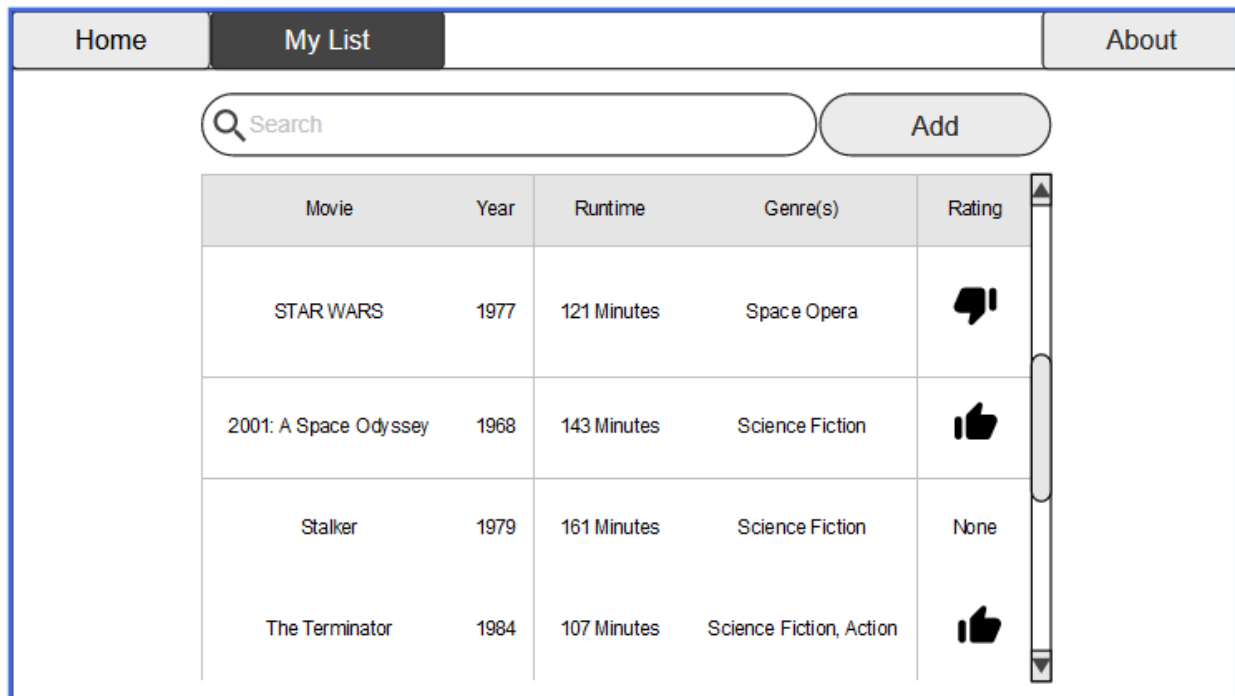 Home My List About
Search Add
Movie Year Runtime Genre(s) Rating
STAR WARS 1977 121 Minutes Space Opera
2001: A Space Odyssey 1968 143 Minutes Science Fiction
Stalker 1979 161 Minutes Science Fiction None
The Terminator 1984 107 Minutes Science Fiction, Action